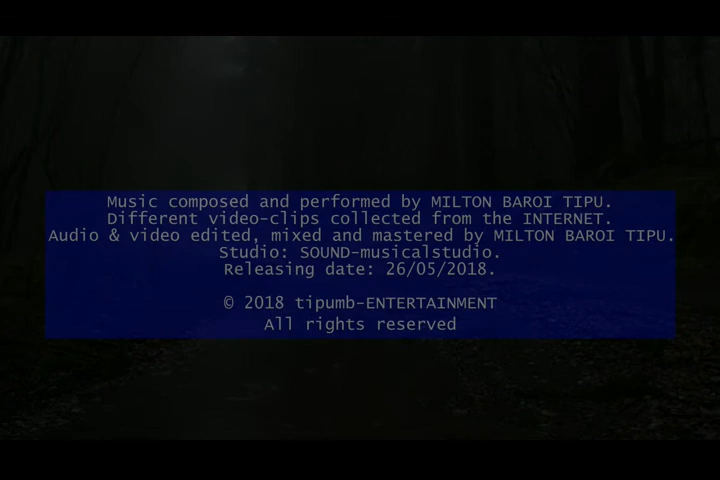 Music composed and performed by MILTON BAROI TIPU.
Different video-clips collected from the INTERNET.
Audio & video edited, mixed and mastered by MILTON BAROI TIPU.
Studio: SOUND-musicalstudio.
Releasing date: 26/05/2018.
© 2018 tipumb-ENTERTAINMENT
All rights reserved